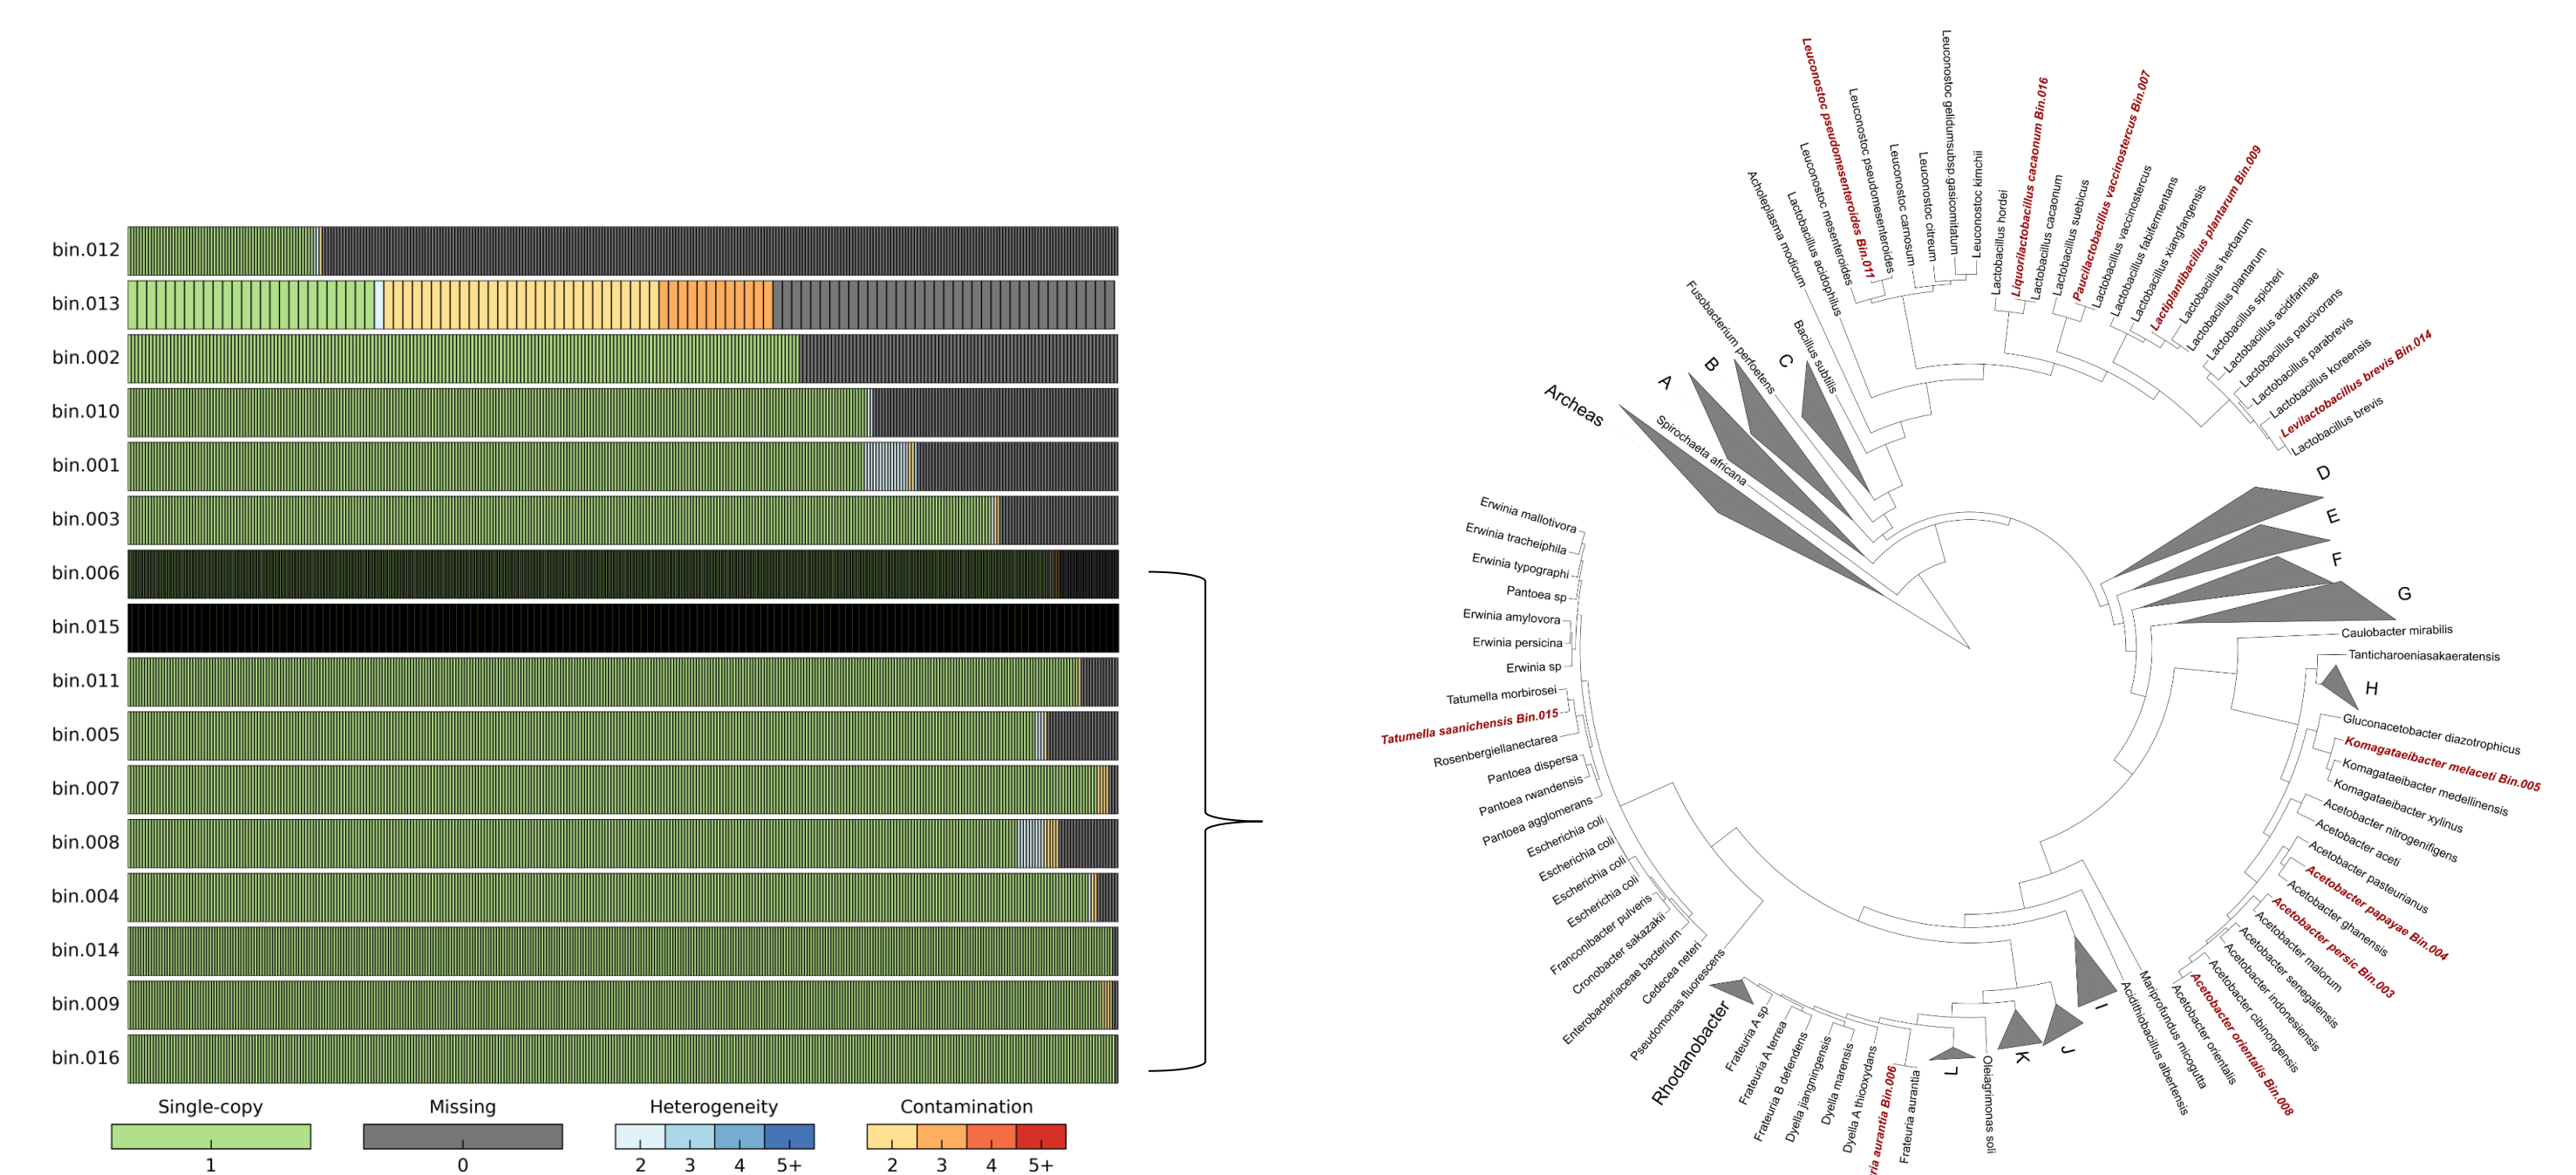 bin.012
bin.013
bin.002
bin.010
bin.001
bin.003
bin.006
bin.015
bin.011
bin.005
bin.007
bin.008
bin.004
bin.014
bin.009
bin.016
Single-copy
Missing
Heterogeneity
Contamination
1
0
2 3 4 5+
2 3 4 5+
Archeas
Spirochaeta africana
A
B
Fusobacterium perfoetens
C
Bacillus subtilis
Acholeplasma modicum
Lactobacillus acidophilus
Leuconostoc mesenteroides
Leuconostoc pseudomesenteroides Bin.011
Leuconostoc pseudomesenteroides
Leuconostoc carnosum
Leuconostoc citreum
Leuconostoc gelidumsubsp.gasicomitatum
Leuconostoc kimchii
Lactobacillus hordei
Liquorilactobacillus cacaonum Bin.016
Lactobacillus cacaonum
Lactobacillus suebicus
Paucilactobacillus vaccinostercus Bin.007
Lactobacillus vaccinostercus
Lactobacillus fabifermentans
Lactobacillus xiangfangensis
Lactiplantibacillus plantarum Bin.009
Lactobacillus herbarum
Lactobacillus plantarum
Lactobacillus spicheri
Lactobacillus acidifarinae
Lactobacillus paucivorans
Lactobacillus parabrevis
Lactobacillus koreensis
Levilactobacillus brevis Bin.014
Lactobacillus brevis
D
E
F
G
Caulobacter mirabilis
Tanticharoeniasakaeratensis
H
Gluconacetobacter diazotrophicus
Komagataeibacter melaceti Bin.005
Komagataeibacter medellinensis
Komagataeibacter xylinus
Acetobacter nitrogenifigens
Acetobacter aceti
Acetobacter pasteurianus
Acetobacter papayae Bin.004
Acetobacter ghanensis
Acetobacter persic Bin.003
Acetobacter malorum
Acetobacter senegalensis
Acetobacter indonesiensis
Acetobacter cibinongensis
Acetobacter orientalis Bin.008
Acetobacter orientalis
Mariprofundus micogutta
Acidithiobacillus albertensis
I
J
K
Oleiagrimonas soli
L
Frateuria aurantia
ria aurantia Bin.006
Dyella A thiooxydans
Dyella marensis
Dyella jiangningensis
Frateuria B defendens
Frateuria A terrea
Frateuria A sp
Rhodanobacter
Pseudomonas fluorescens
Cedecea neteri
Enterobacteriaceae bacterium
Cronobacter sakazakii
Franconibacter pulveris
Escherichia coli
Escherichia coli
Escherichia coli
Escherichia coli
Pantoea agglomerans
Pantoea rwandensis
Pantoea dispersa
Rosenbergiellanectarea
Tatumella saanichensis Bin.015
Tatumella morbirosei
Erwinia sp
Erwinia persicina
Erwinia amylovora
Pantoea sp
Erwinia typographi
Erwinia tracheiphila
Erwinia mallotivora